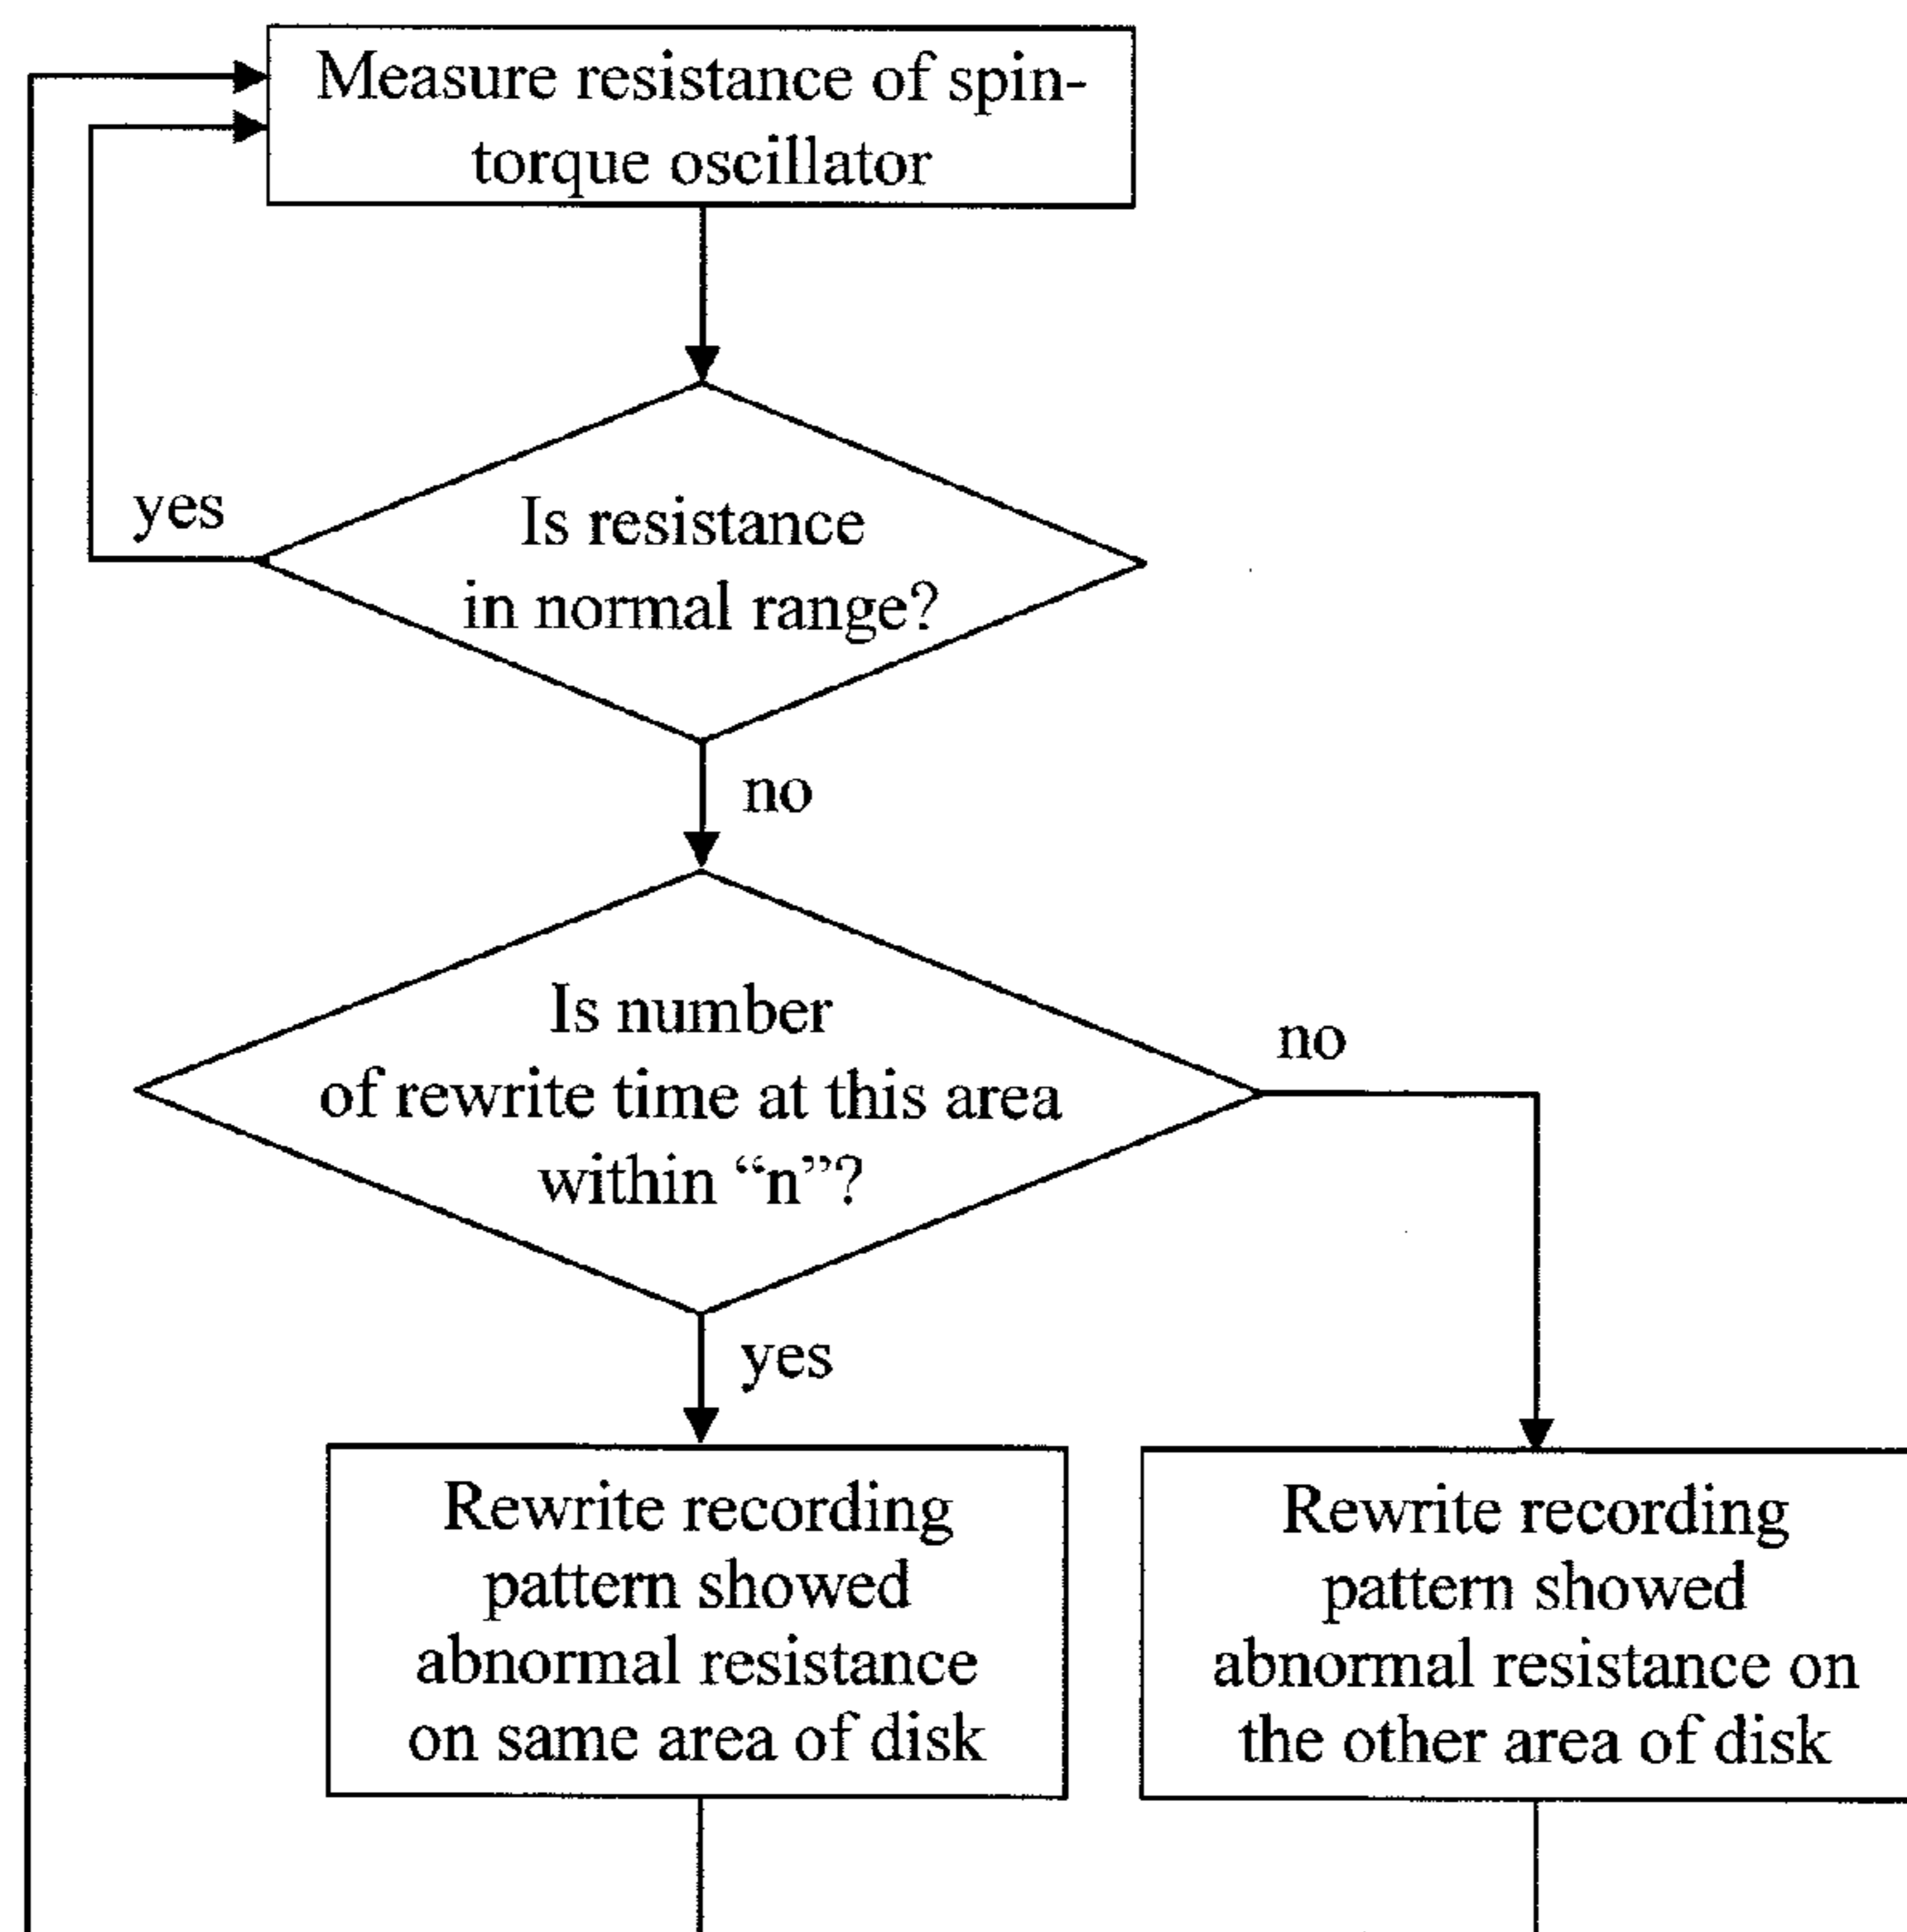 Measure resistance of spin-
torque oscillator
yes
Is resistance
in normal range?
no
Is number
of rewrite time at this area
within “n”?
no
yes
Rewrite recording
pattern showed
abnormal resistance
on same area of disk
Rewrite recording
pattern showed
abnormal resistance on
the other area of disk